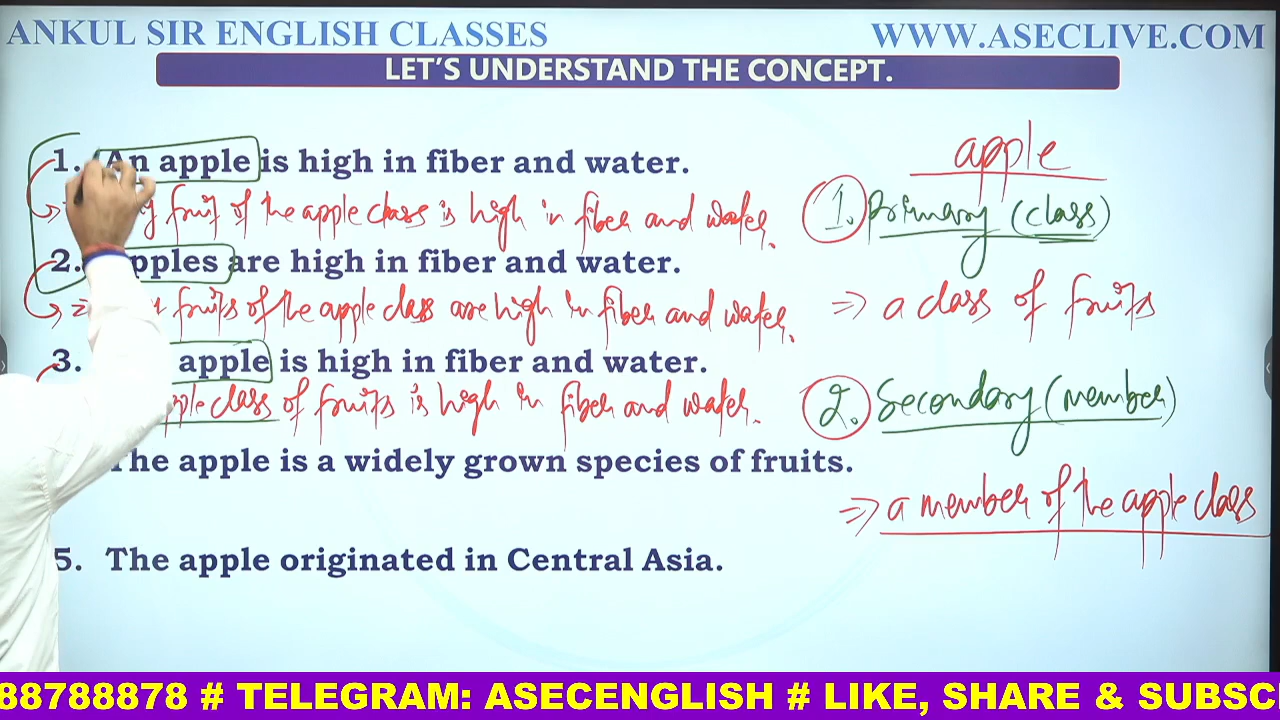 ANKUL SIR ENGLISH CLASSES
WWW.ASECLIVE.COM
LET'S UNDERSTAND THE CONCEPT.
1. An apple is high in fiber and water.
fruit of the apple class is high in fiber and water.
2. pples are high in fiber and water.
fruits of the apple class are high in fiber and water.
3. apple is high in fiber and water.
class of fruits is high in fiber and water.
The apple is a widely grown species of fruits.
5. The apple originated in Central Asia.
apple
1. Primary (class)
⇒ a class of fruits
2. Secondary (member)
⇒ a member of the apple class
88788878 # TELEGRAM: ASECENGLISH # LIKE, SHARE & SUBSC